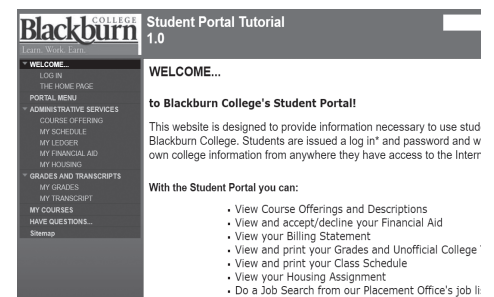 COLLEGE
Blackburn
Learn. Work. Earn.
Student Portal Tutorial
1.0
WELCOME...
LOG IN
THE HOME PAGE
PORTAL MENU
ADMINISTRATIVE SERVICES
COURSE OFFERING
MY SCHEDULE
MY LEDGER
MY FINANCIAL AID
MY HOUSING
GRADES AND TRANSCRIPTS
MY GRADES
MY TRANSCRIPT
MY COURSES
HAVE QUESTIONS...
Sitemap
WELCOME...
to Blackburn College's Student Portal!
This website is designed to provide information necessary to use stud
Blackburn College. Students are issued a log in* and password and w
own college information from anywhere they have access to the Intern
With the Student Portal you can:
• View Course Offerings and Descriptions
• View and accept/decline your Financial Aid
• View your Billing Statement
• View and print your Grades and Unofficial College
• View and print your Class Schedule
• View your Housing Assignment
• Do a Job Search from our Placement Office's job li